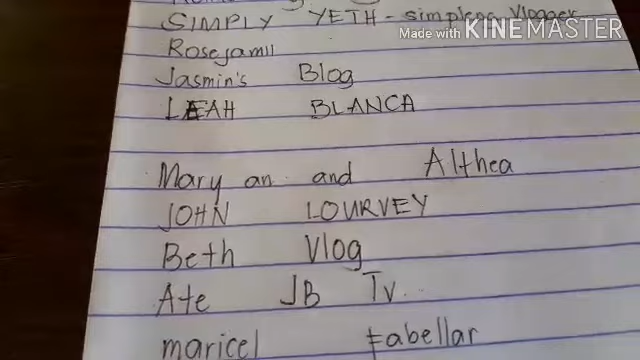 SIMPLY YETH - simpleng Vlogger
Made with KINEMASTER
Rosejamil
Jasmin's Blog
LEAH BLANCA
Mary an and Althea
JOHN LOURVEY
Beth Vlog
Ate JB Tv.
maricel fabellar